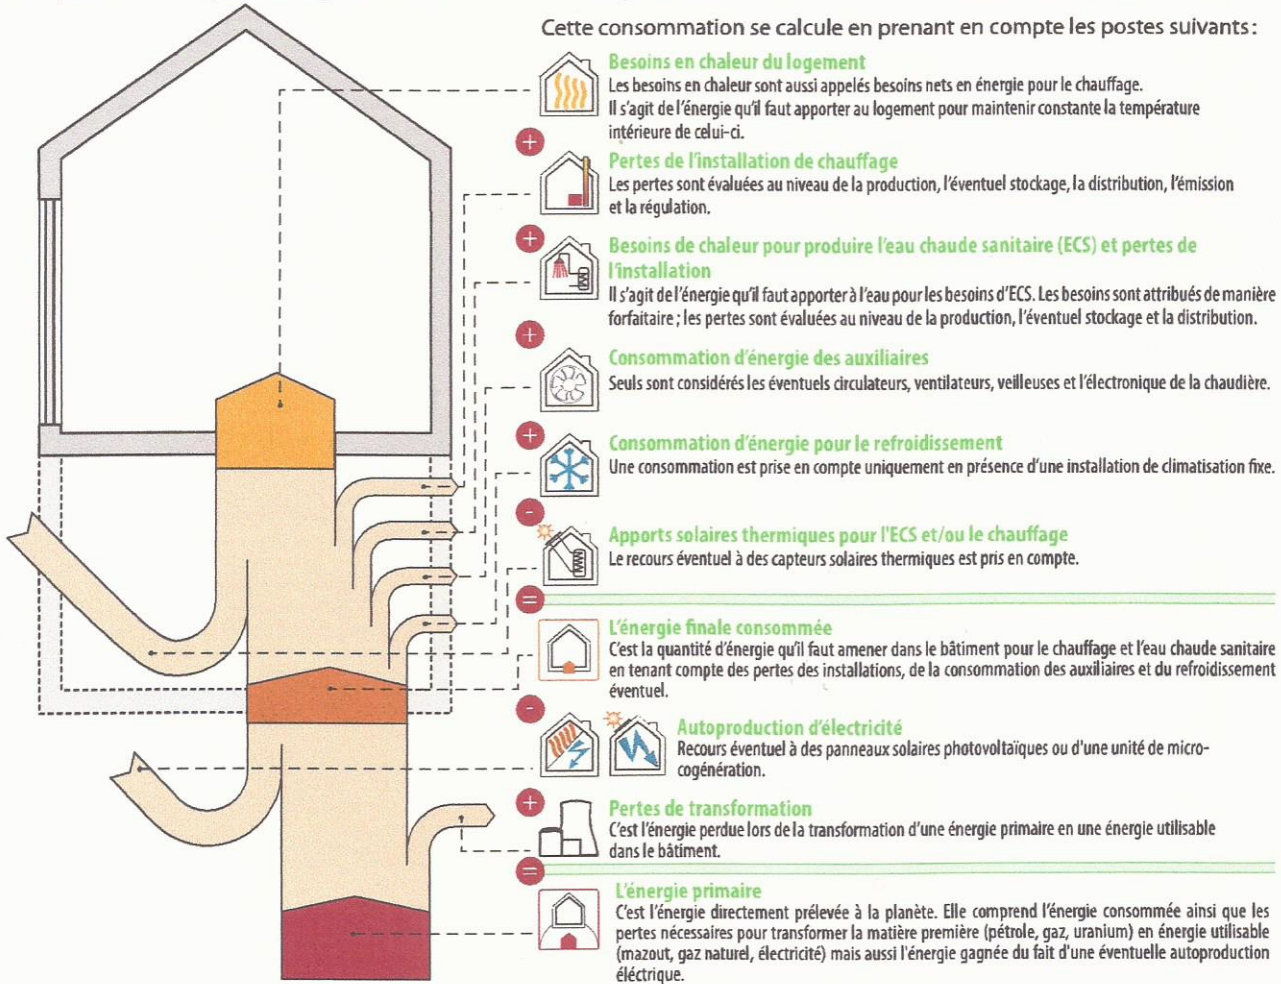 Cette consommation se calcule en prenant en compte les postes suivants :
Besoins en chaleur du logement
Les besoins en chaleur sont aussi appelés besoins nets en énergie pour le chauffage.
Il s'agit de l'énergie qu'il faut apporter au logement pour maintenir constante la température
intérieure de celui-ci.
+
Pertes de l'installation de chauffage
Les pertes sont évaluées au niveau de la production, l'éventuel stockage, la distribution, l'émission
et la régulation.
+
Besoins de chaleur pour produire l'eau chaude sanitaire (ECS) et pertes de
l'installation
Il s'agit de l'énergie qu'il faut apporter à l'eau pour les besoins d'ECS. Les besoins sont attribués de manière
forfaitaire ; les pertes sont évaluées au niveau de la production, l'éventuel stockage et la distribution.
+
Consommation d'énergie des auxiliaires
Seuls sont considérés les éventuels circulateurs, ventilateurs, veilleuses et l'électronique de la chaudière.
+
Consommation d'énergie pour le refroidissement
Une consommation est prise en compte uniquement en présence d'une installation de climatisation fixe.
-
Apports solaires thermiques pour l'ECS et/ou le chauffage
Le recours éventuel à des capteurs solaires thermiques est pris en compte.
=
L'énergie finale consommée
C'est la quantité d'énergie qu'il faut amener dans le bâtiment pour le chauffage et l'eau chaude sanitaire
en tenant compte des pertes des installations, de la consommation des auxiliaires et du refroidissement
éventuel.
-
Autoproduction d'électricité
Recours éventuel à des panneaux solaires photovoltaïques ou d'une unité de micro-
cogénération.
+
Pertes de transformation
C'est l'énergie perdue lors de la transformation d'une énergie primaire en une énergie utilisable
dans le bâtiment.
=
L'énergie primaire
C'est l'énergie directement prélevée à la planète. Elle comprend l'énergie consommée ainsi que les
pertes nécessaires pour transformer la matière première (pétrole, gaz, uranium) en énergie utilisable
(mazout, gaz naturel, électricité) mais aussi l'énergie gagnée du fait d'une éventuelle autoproduction
éléctrique.